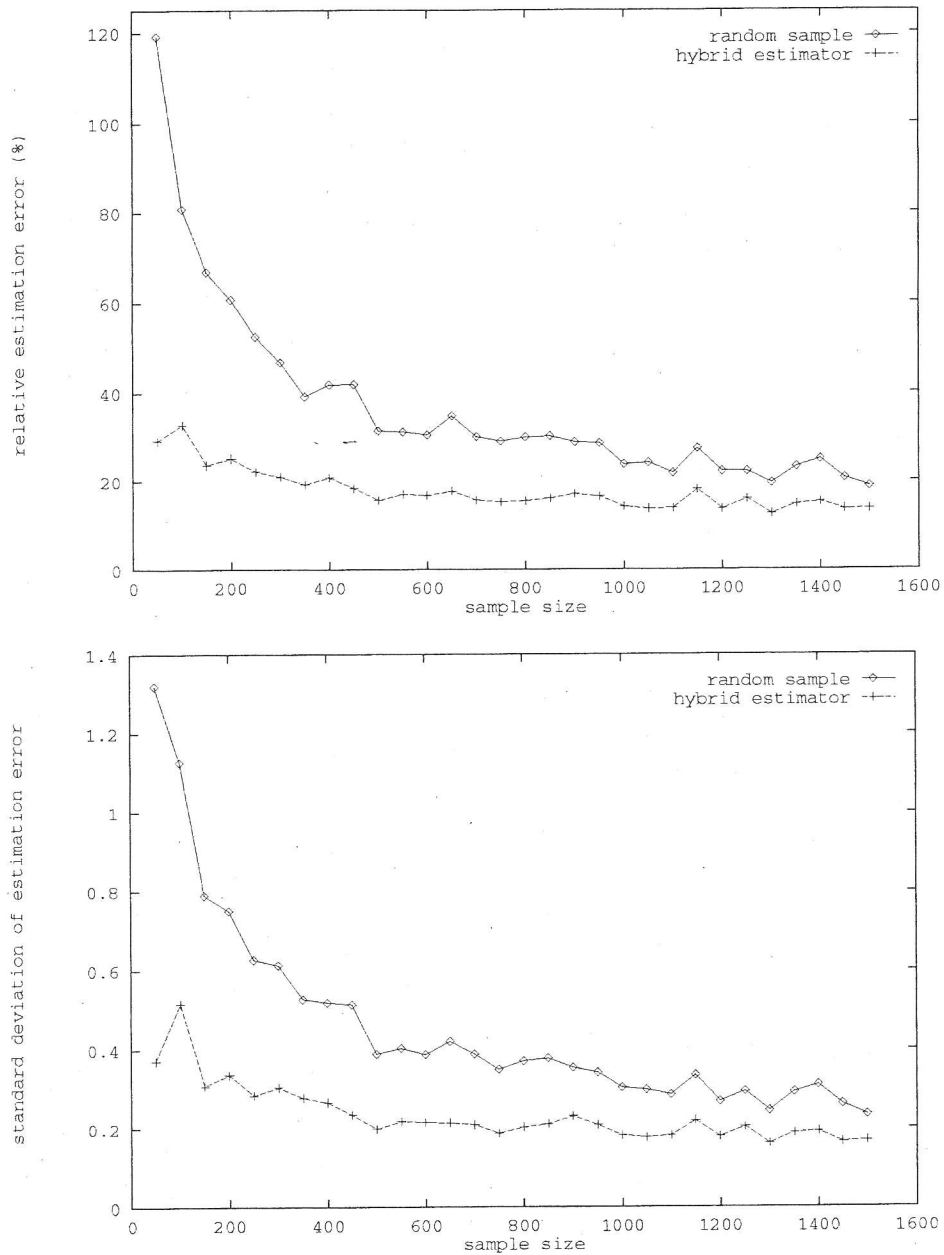 random sample
hybrid estimator
relative estimation error (%)
120
100
80
60
40
20
0
0 200 400 600 800 1000 1200 1400 1600
sample size
random sample
hybrid estimator
standard deviation of estimation error
1.4
1.2
1
0.8
0.6
0.4
0.2
0
0 200 400 600 800 1000 1200 1400 1600
sample size